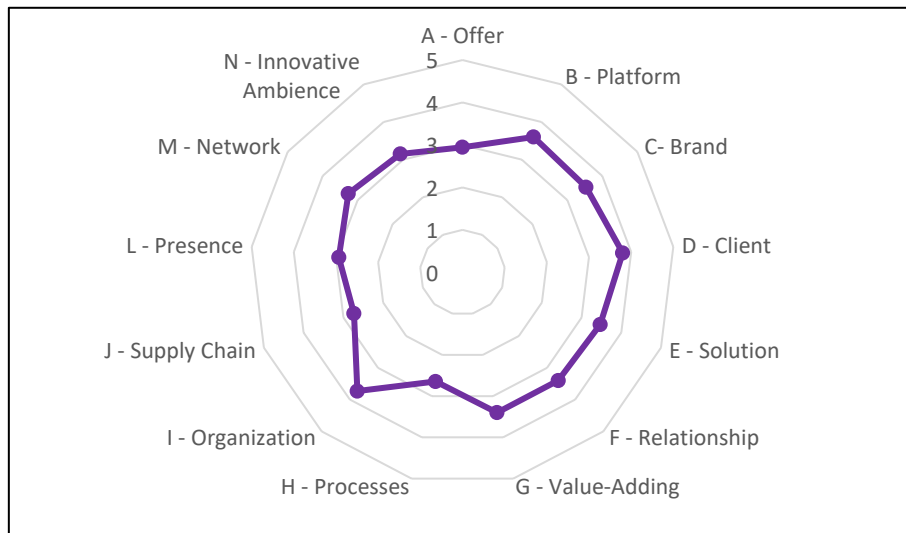 A - Offer
B - Platform
C- Brand
D - Client
E - Solution
F - Relationship
G - Value-Adding
H - Processes
I - Organization
J - Supply Chain
L - Presence
M - Network
N - Innovative
Ambience
5
4
3
2
1
0